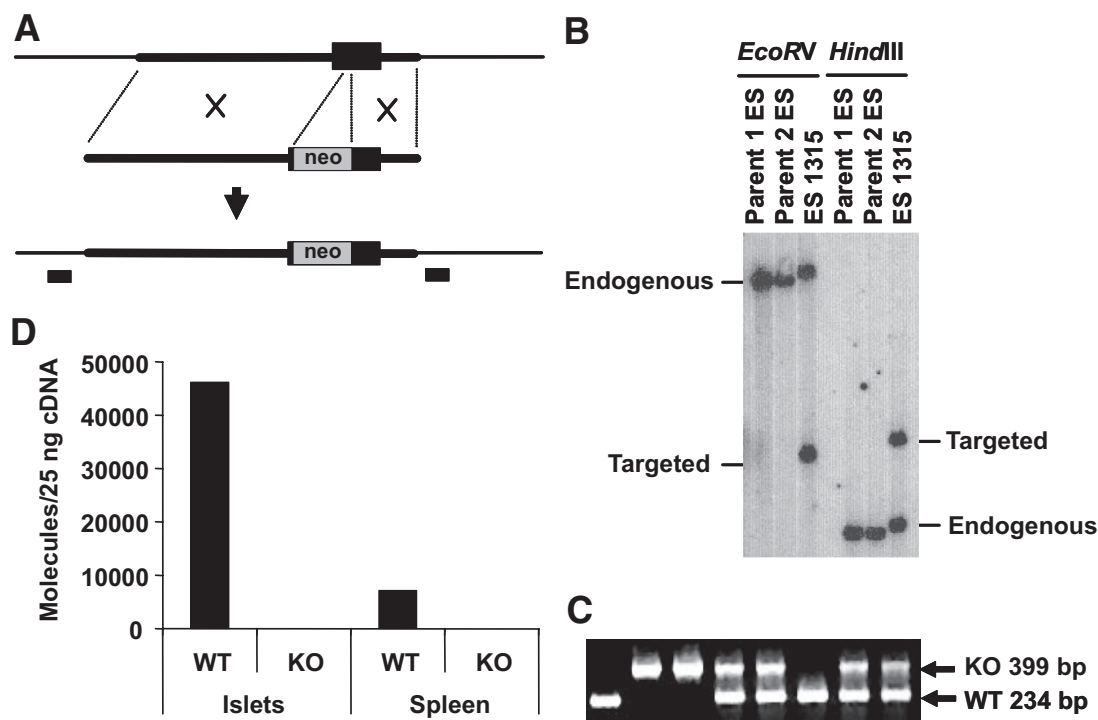 A
neo
neo
B
EcoRV HindIII
Parent 1 ES
Parent 2 ES
ES 1315
Parent 1 ES
Parent 2 ES
ES 1315
Endogenous
Targeted
Targeted
Endogenous
D
Molecules/25 ng cDNA
50000
40000
30000
20000
10000
0
WT KO WT KO
Islets Spleen
C
KO 399 bp
WT 234 bp